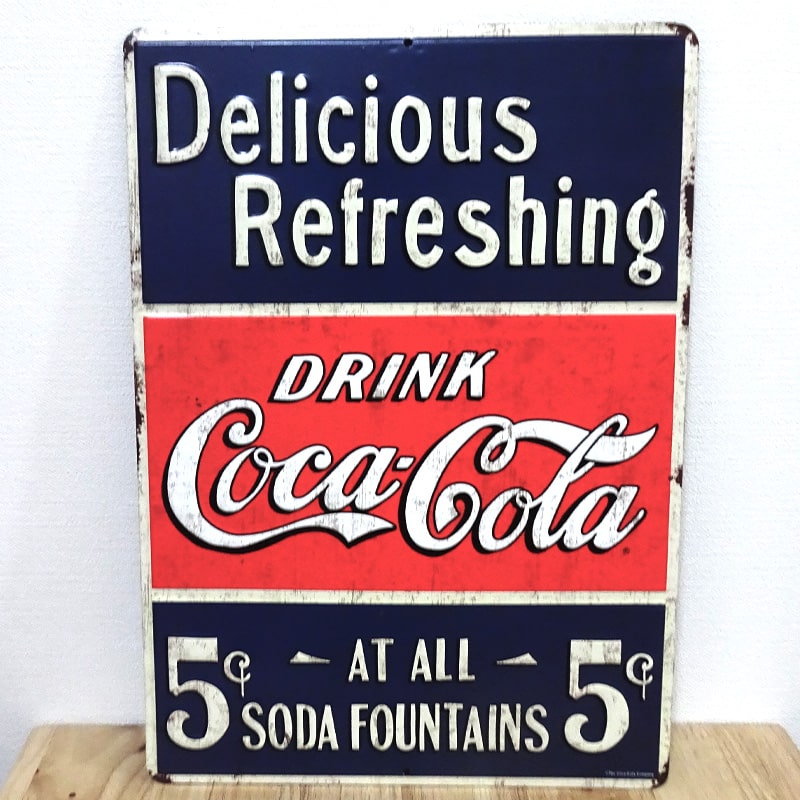 Delicious
Refreshing
DRINK
Coca-Cola
5¢ AT ALL 5¢
SODA FOUNTAINS